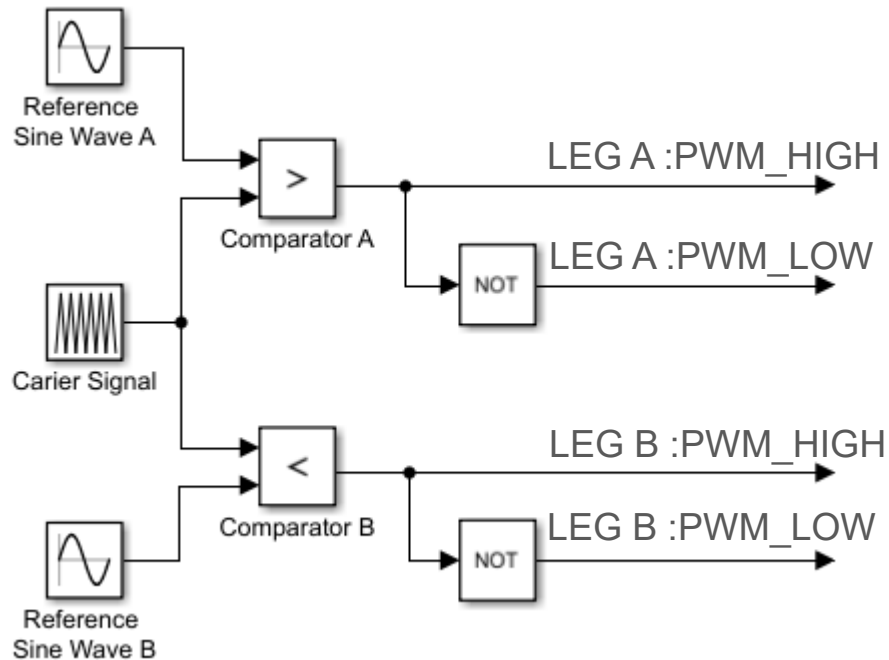 Reference
Sine Wave A
>
Comparator A
LEG A :PWM_HIGH
NOT
LEG A :PWM_LOW
Carier Signal
<
Comparator B
LEG B :PWM_HIGH
NOT
LEG B :PWM_LOW
Reference
Sine Wave B